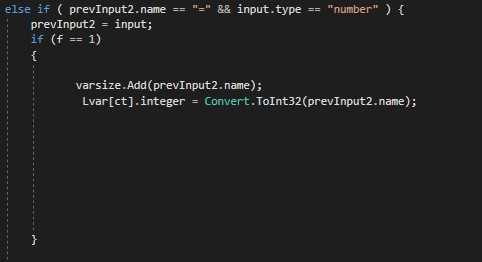 else if ( prevInput2.name == "=" && input.type == "number" ) {
prevInput2 = input;
if (f == 1)
{
varsize.Add(prevInput2.name);
Lvar[ct].integer = Convert.ToInt32(prevInput2.name);
}